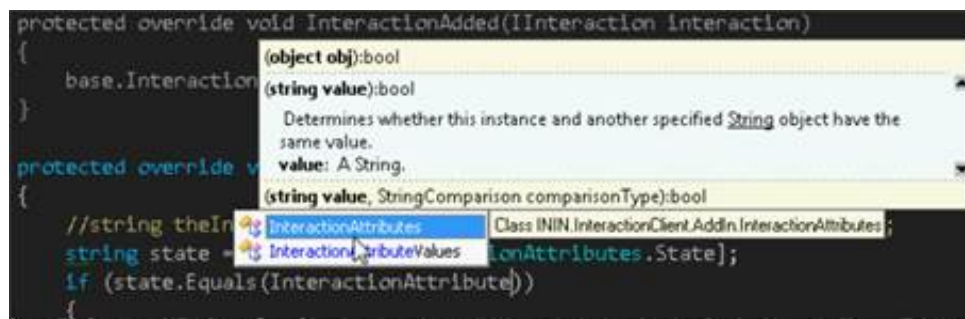 protected override void InteractionAdded(IInteraction interaction)
{
(object obj):bool
base.Interaction
(string value):bool
Determines whether this instance and another specified String object have the
same value.
value: A String.
}
protected override v
(string value, StringComparison comparisonType):bool
{
//string theIn
InteractionAttributes
Class ININ.InteractionClient.AddIn.InteractionAttributes
;
string state =
InteractionAttributeValues
ionAttributes.State];
if (state.Equals(InteractionAttribute))
{